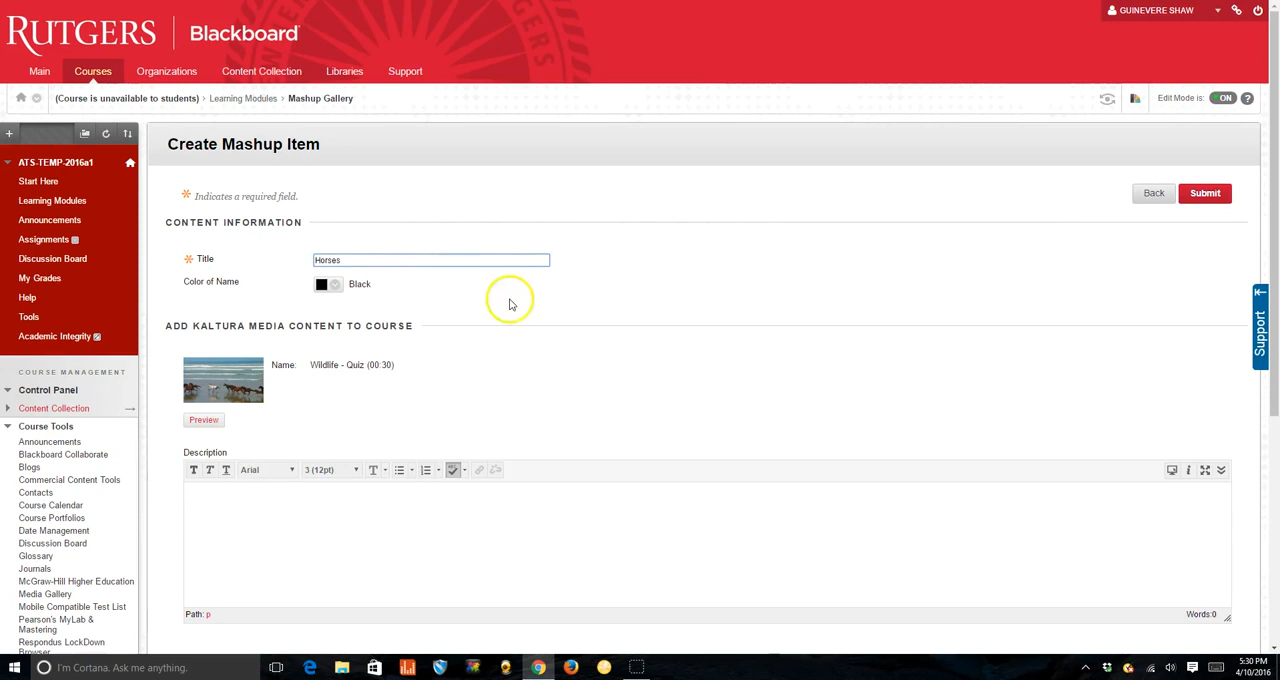 GUINEVERE SHAW
RUTGERS Blackboard
Main Courses Organizations Content Collection Libraries Support
(Course is unavailable to students) › Learning Modules › Mashup Gallery Edit Mode is: ON ?
ATS-TEMP-2016a1
Start Here
Learning Modules
Announcements
Assignments
Discussion Board
My Grades
Help
Tools
Academic Integrity
COURSE MANAGEMENT
Control Panel
Content Collection
Course Tools
Announcements
Blackboard Collaborate
Blogs
Commercial Content Tools
Contacts
Course Calendar
Course Portfolios
Date Management
Discussion Board
Glossary
Journals
McGraw-Hill Higher Education
Media Gallery
Mobile Compatible Test List
Pearson's MyLab &
Mastering
Respondus LockDown
Browser
Create Mashup Item
* Indicates a required field.
Back Submit
CONTENT INFORMATION
* Title Horses
Color of Name Black
ADD KALTURA MEDIA CONTENT TO COURSE
Name: Wildlife - Quiz (00:30)
Preview
Description
T T T Arial 3 (12pt) T
Path: p Words:0
Support
I'm Cortana. Ask me anything.
5:30 PM
4/10/2016